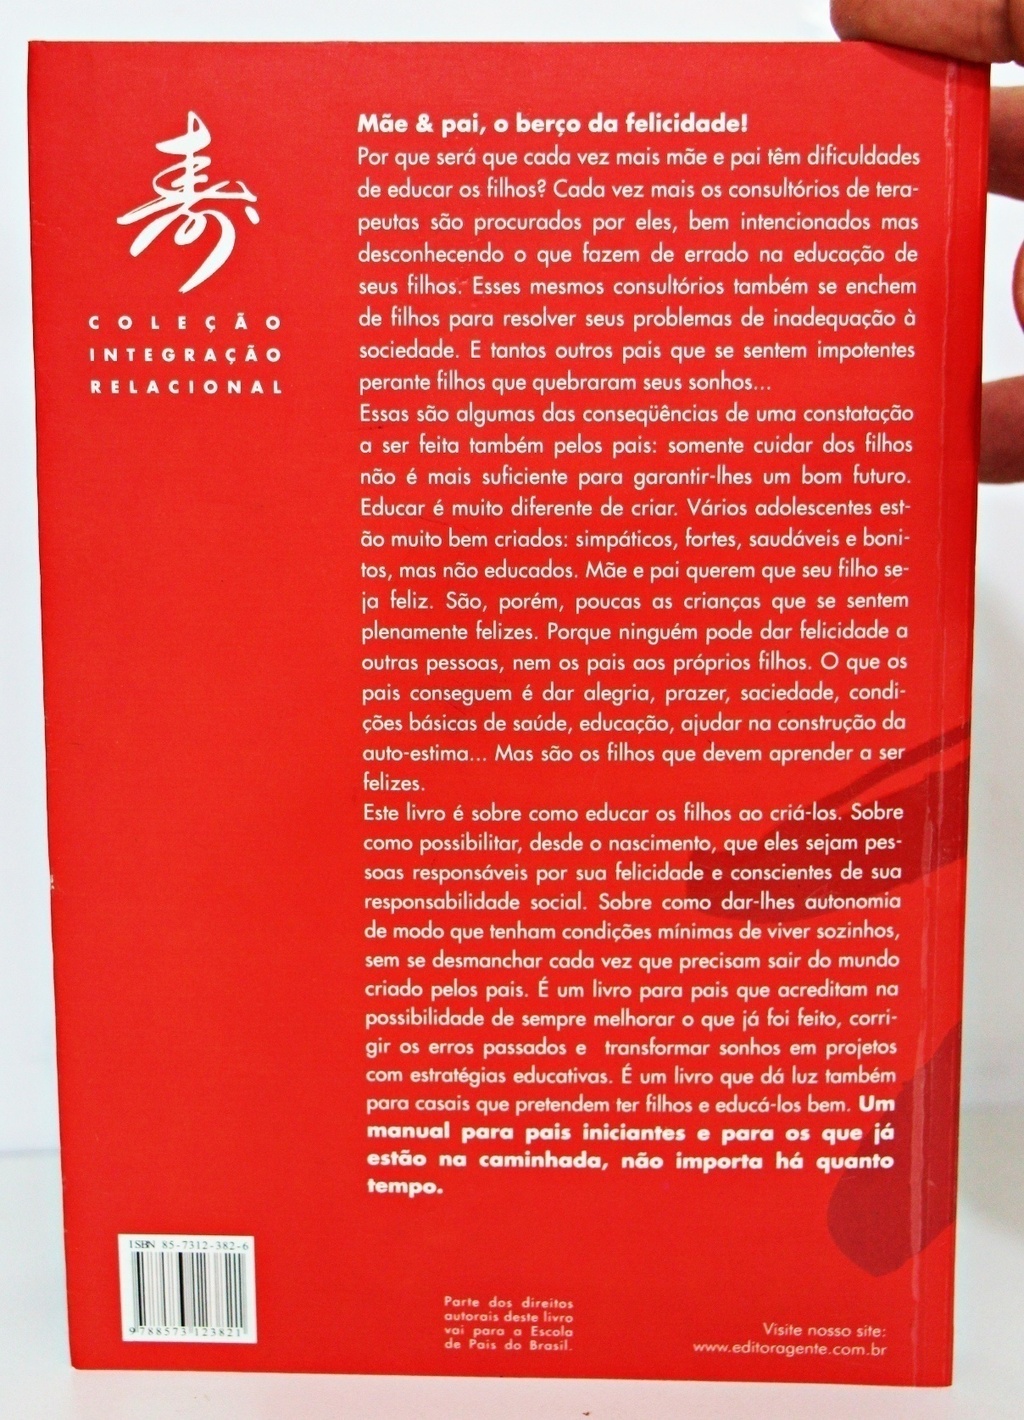 壽
COLEÇÃO
INTEGRAÇÃO
RELACIONAL
Mãe & pai, o berço da felicidade!
Por que será que cada vez mais mãe e pai têm dificuldades
de educar os filhos? Cada vez mais os consultórios de tera-
peutas são procurados por eles, bem intencionados mas
desconhecendo o que fazem de errado na educação de
seus filhos. Esses mesmos consultórios também se enchem
de filhos para resolver seus problemas de inadequação à
sociedade. E tantos outros pais que se sentem impotentes
perante filhos que quebraram seus sonhos...
Essas são algumas das conseqüências de uma constatação
a ser feita também pelos pais: somente cuidar dos filhos
não é mais suficiente para garantir-lhes um bom futuro.
Educar é muito diferente de criar. Vários adolescentes est-
ão muito bem criados: simpáticos, fortes, saudáveis e boni-
tos, mas não educados. Mãe e pai querem que seu filho se-
ja feliz. São, porém, poucas as crianças que se sentem
plenamente felizes. Porque ninguém pode dar felicidade a
outras pessoas, nem os pais aos próprios filhos. O que os
pais conseguem é dar alegria, prazer, saciedade, condi-
ções básicas de saúde, educação, ajudar na construção da
auto-estima... Mas são os filhos que devem aprender a ser
felizes.
Este livro é sobre como educar os filhos ao criá-los. Sobre
como possibilitar, desde o nascimento, que eles sejam pes-
soas responsáveis por sua felicidade e conscientes de sua
responsabilidade social. Sobre como dar-lhes autonomia
de modo que tenham condições mínimas de viver sozinhos,
sem se desmanchar cada vez que precisam sair do mundo
criado pelos pais. É um livro para pais que acreditam na
possibilidade de sempre melhorar o que já foi feito, corri-
gir os erros passados e transformar sonhos em projetos
com estratégias educativas. É um livro que dá luz também
para casais que pretendem ter filhos e educá-los bem. Um
manual para pais iniciantes e para os que já
estão na caminhada, não importa há quanto
tempo.
ISBN 85-7312-382-6
9 788573 123821
Parte dos direitos
autorais deste livro
vai para a Escola
de Pais do Brasil.
Visite nosso site:
www.editoragente.com.br